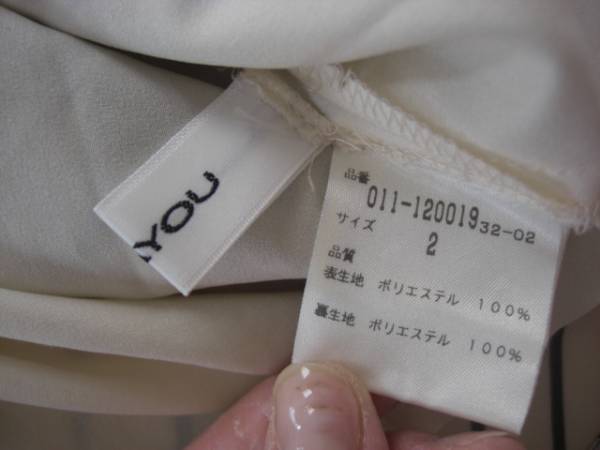 YOU
品番
011-120019 32-02
サイズ 2
品質
表生地 ポリエステル 100%
裏生地 ポリエステル 100%